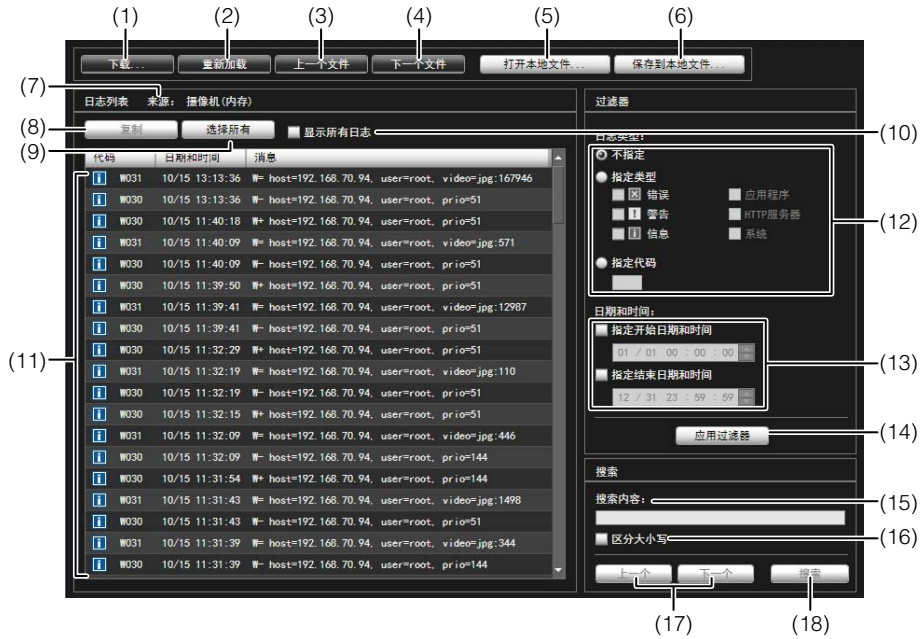 (1) (2) (3) (4) (5) (6)
下载... 重新加载 上一个文件 下一个文件 打开本地文件... 保存到本地文件...
(7)
日志列表 来源: 摄像机(内存)
(8) 复制 选择所有 显示所有日志 (10)
(9)
代码 日期和时间 消息
W031 10/15 13:13:36 W= host=192.168.70.94, user=root, video=jpg:167946
W030 10/15 13:13:36 W- host=192.168.70.94, user=root, prio=51
W030 10/15 11:40:18 W+ host=192.168.70.94, user=root, prio=51
W031 10/15 11:40:09 W= host=192.168.70.94, user=root, video=jpg:571
W030 10/15 11:40:09 W- host=192.168.70.94, user=root, prio=51
W030 10/15 11:39:50 W+ host=192.168.70.94, user=root, prio=51
W031 10/15 11:39:41 W= host=192.168.70.94, user=root, video=jpg:12987
W030 10/15 11:39:41 W- host=192.168.70.94, user=root, prio=51
W030 10/15 11:32:29 W+ host=192.168.70.94, user=root, prio=51
W031 10/15 11:32:19 W= host=192.168.70.94, user=root, video=jpg:110
W030 10/15 11:32:19 W- host=192.168.70.94, user=root, prio=51
W030 10/15 11:32:15 W+ host=192.168.70.94, user=root, prio=51
W031 10/15 11:32:09 W= host=192.168.70.94, user=root, video=jpg:446
W030 10/15 11:32:09 W- host=192.168.70.94, user=root, prio=144
W030 10/15 11:31:54 W+ host=192.168.70.94, user=root, prio=144
W031 10/15 11:31:43 W= host=192.168.70.94, user=root, video=jpg:1498
W030 10/15 11:31:43 W- host=192.168.70.94, user=root, prio=51
W031 10/15 11:31:39 W= host=192.168.70.94, user=root, video=jpg:344
W030 10/15 11:31:39 W- host=192.168.70.94, user=root, prio=144
(11)
过滤器
日志类型:
不指定
指定类型
错误 应用程序
警告 HTTP服务器
信息 系统
(12)
指定代码
日期和时间:
指定开始日期和时间
01 / 01 00 : 00 : 00
(13)
指定结束日期和时间
12 / 31 23 : 59 : 59
应用过滤器 (14)
搜索
搜索内容: (15)
区分大小写 (16)
上一个 下一个 搜索
(17) (18)